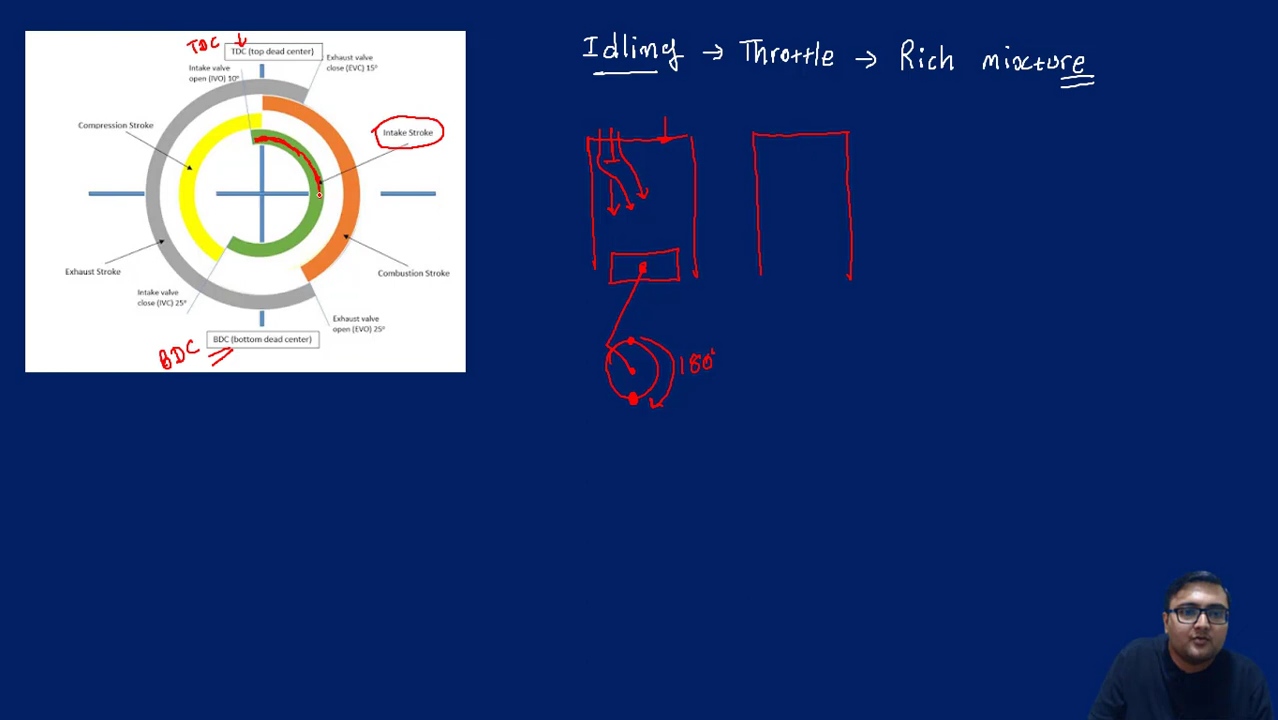 TDC
TDC (top dead center)
Intake valve
open (IVO) 10°
Exhaust valve
close (EVC) 15°
Compression Stroke
Intake Stroke
Exhaust Stroke
Combustion Stroke
Intake valve
close (IVC) 25°
Exhaust valve
open (EVO) 25°
BDC
BDC (bottom dead center)
Idling → Throttle → Rich mixture
180°